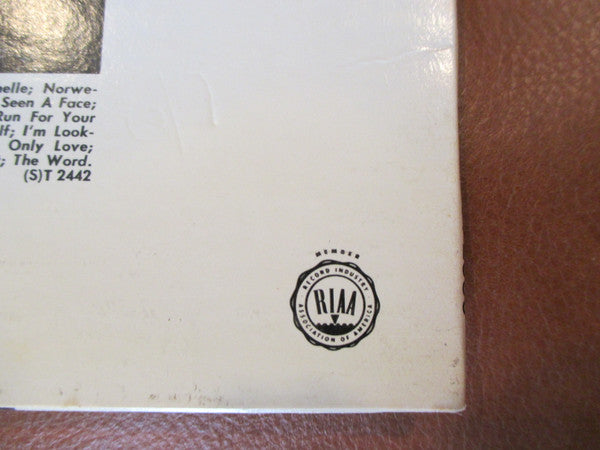 elle; Norwe-
Seen A Face;
Run For Your
lf; I'm Look-
Only Love;
; The Word.
(S)T 2442
MEMBER
RECORD INDUSTRY
RIAA
ASSOCIATION OF AMERICA